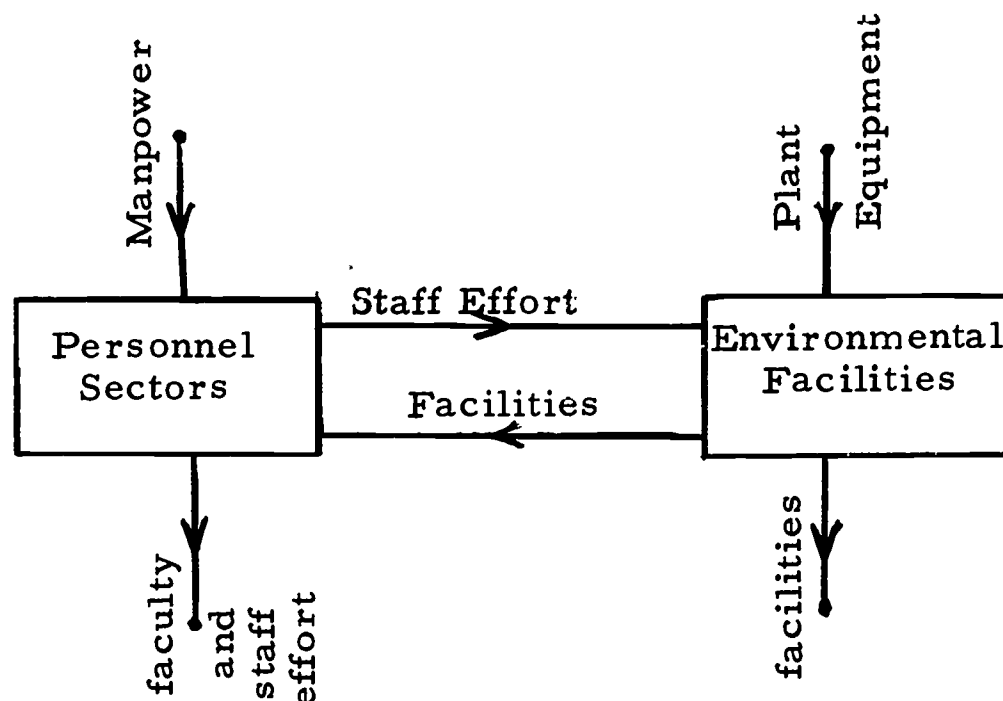 Manpower
Plant
Equipment
Staff Effort
Personnel
Sectors
Environmental
Facilities
Facilities
faculty
and
staff
effort
facilities